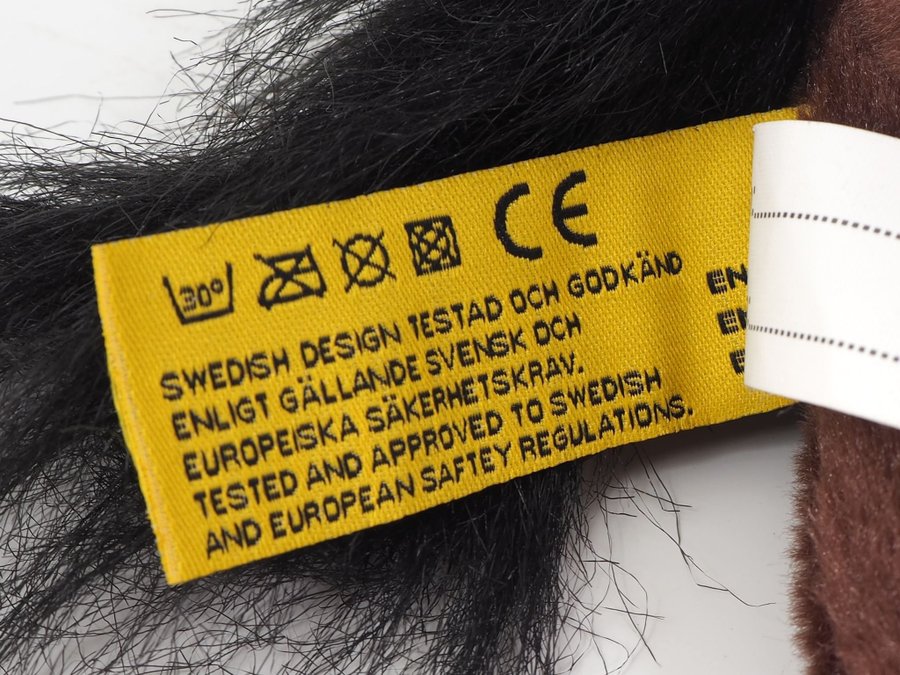 30°
CE
SWEDISH DESIGN TESTAD OCH GODKÄND
ENLIGT GÄLLANDE SVENSK OCH
EUROPEISKA SÄKERHETSKRAV.
TESTED AND APPROVED TO SWEDISH
AND EUROPEAN SAFTEY REGULATIONS.
EN